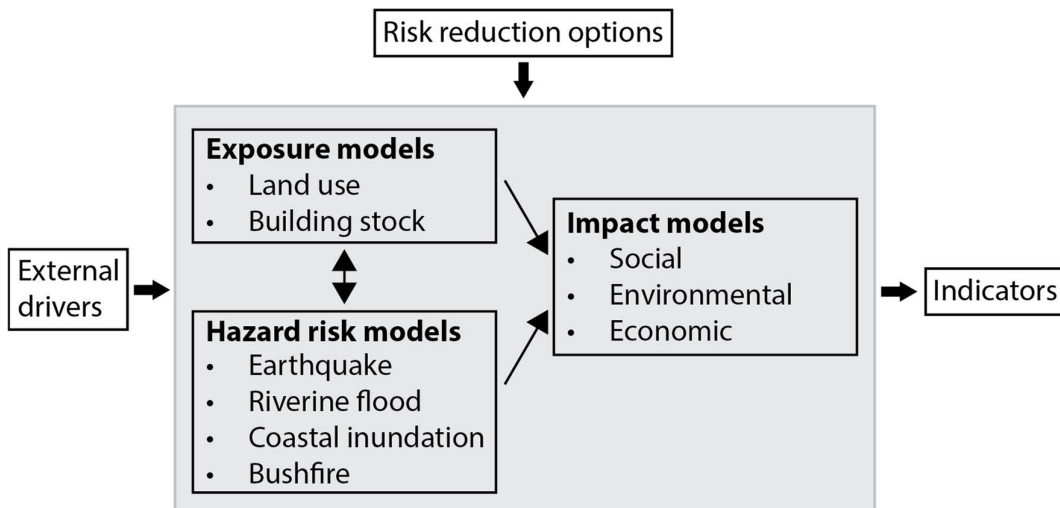 Risk reduction options
Exposure models
• Land use
• Building stock
External
drivers
Hazard risk models
• Earthquake
• Riverine flood
• Coastal inundation
• Bushfire
Impact models
• Social
• Environmental
• Economic
Indicators